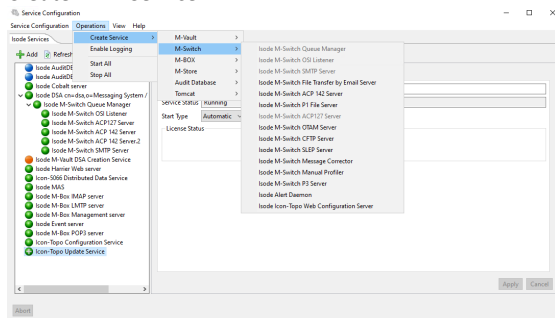 Service Configuration
Service Configuration Operations View Help
Isode Services
Add Refresh
Create Service
Enable Logging
Start All
Stop All
M-Vault
M-Switch
M-BOX
M-Store
Audit Database
Tomcat
Isode M-Switch Queue Manager
Isode M-Switch OSI Listener
Isode M-Switch SMTP Server
Isode M-Switch File Transfer by Email Server
Isode M-Switch ACP 142 Server
Isode M-Switch P1 File Server
Isode M-Switch ACP127 Server
Isode M-Switch OTAM Server
Isode M-Switch CFTP Server
Isode M-Switch SLEP Server
Isode M-Switch Message Corrector
Isode M-Switch Manual Profiler
Isode M-Switch P3 Server
Isode Alert Daemon
Isode Icon-Topo Web Configuration Server
Isode AuditDB
Isode AuditDB
Isode Cobalt server
Isode DSA cn=dsa,o=Messaging System /
Isode M-Switch Queue Manager
Isode M-Switch OSI Listener
Isode M-Switch ACP127 Server
Isode M-Switch ACP 142 Server
Isode M-Switch ACP 142 Server.2
Isode M-Switch SMTP Server
Isode M-Vault DSA Creation Service
Isode Harrier Web server
Icon-5066 Distributed Data Service
Isode MAS
Isode M-Box IMAP server
Isode M-Box LMTP server
Isode M-Box Management server
Isode Event server
Isode M-Box POP3 server
Icon-Topo Configuration Service
Icon-Topo Update Service
Service Status Running
Start Type Automatic
License Status
Apply Cancel
Abort